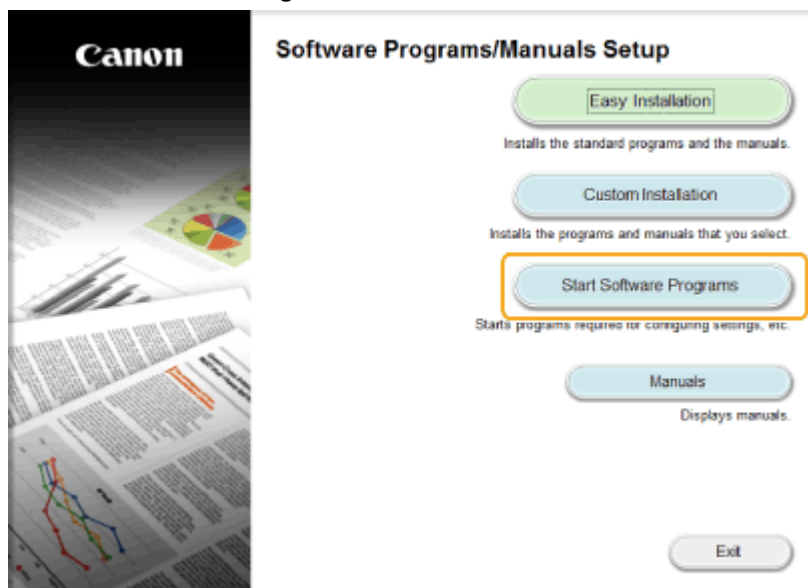 Canon
Software Programs/Manuals Setup
Easy Installation
Installs the standard programs and the manuals.
Custom Installation
Installs the programs and manuals that you select.
Start Software Programs
Starts programs required for configuring settings, etc.
Manuals
Displays manuals.
Exit